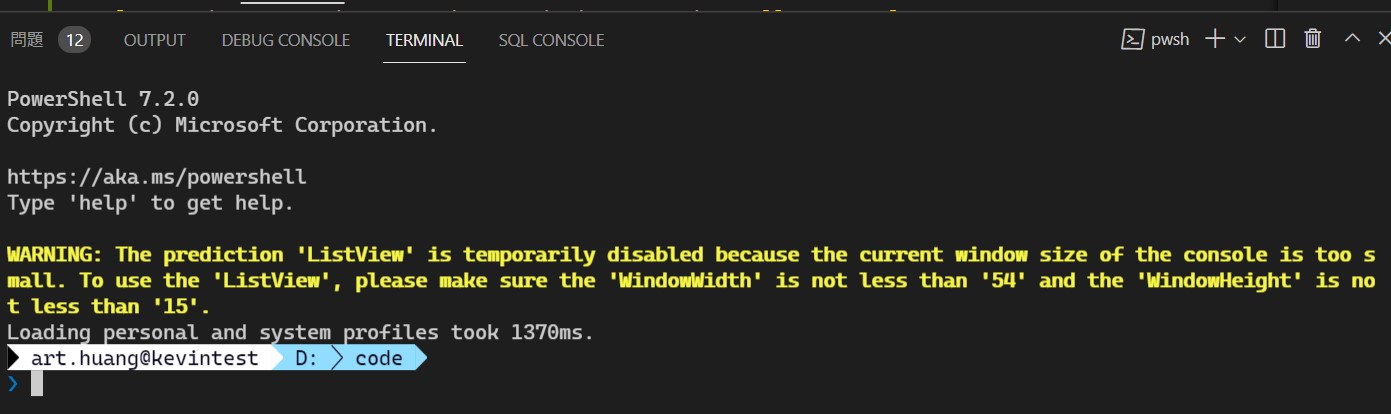 問題 12 OUTPUT DEBUG CONSOLE TERMINAL SQL CONSOLE pwsh
PowerShell 7.2.0
Copyright (c) Microsoft Corporation.
https://aka.ms/powershell
Type 'help' to get help.
WARNING: The prediction 'ListView' is temporarily disabled because the current window size of the console is too s
mall. To use the 'ListView', please make sure the 'WindowWidth' is not less than '54' and the 'WindowHeight' is no
t less than '15'.
Loading personal and system profiles took 1370ms.
art.huang@kevintest D: code